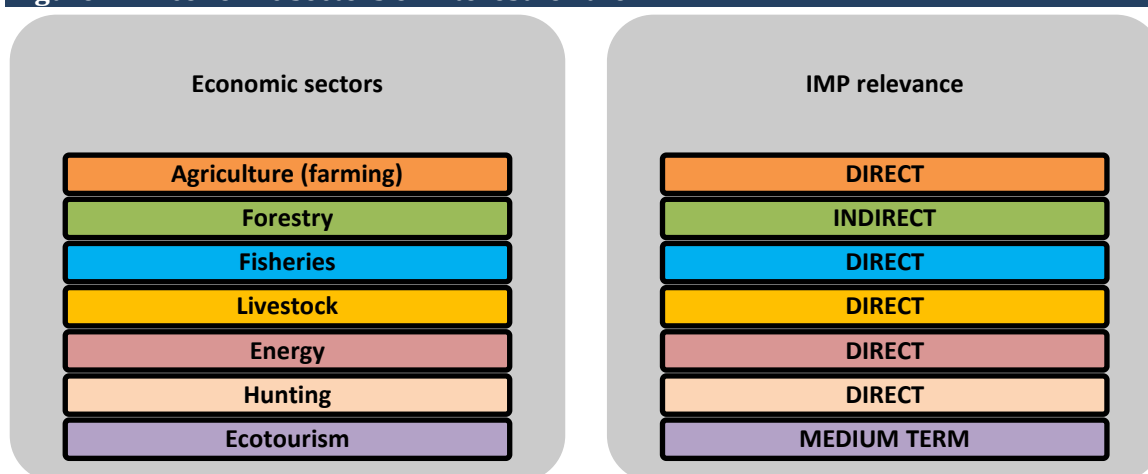 Economic sectors
Agriculture (farming)
Forestry
Fisheries
Livestock
Energy
Hunting
Ecotourism
IMP relevance
DIRECT
INDIRECT
DIRECT
DIRECT
DIRECT
DIRECT
MEDIUM TERM